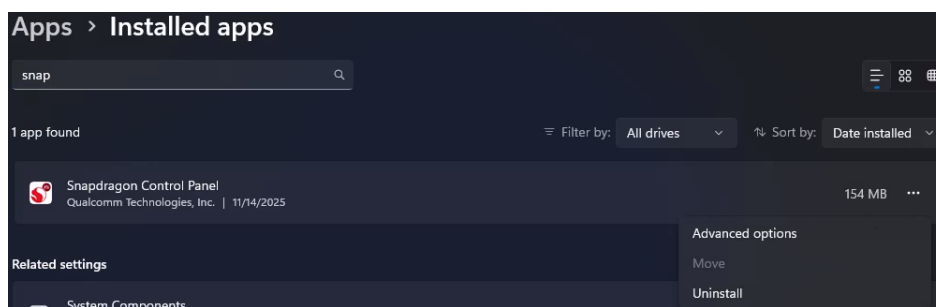 Apps > Installed apps
snap
1 app found
Filter by: All drives
Sort by: Date installed
Snapdragon Control Panel
Qualcomm Technologies, Inc. | 11/14/2025
154 MB
Advanced options
Move
Uninstall
Related settings
System Components